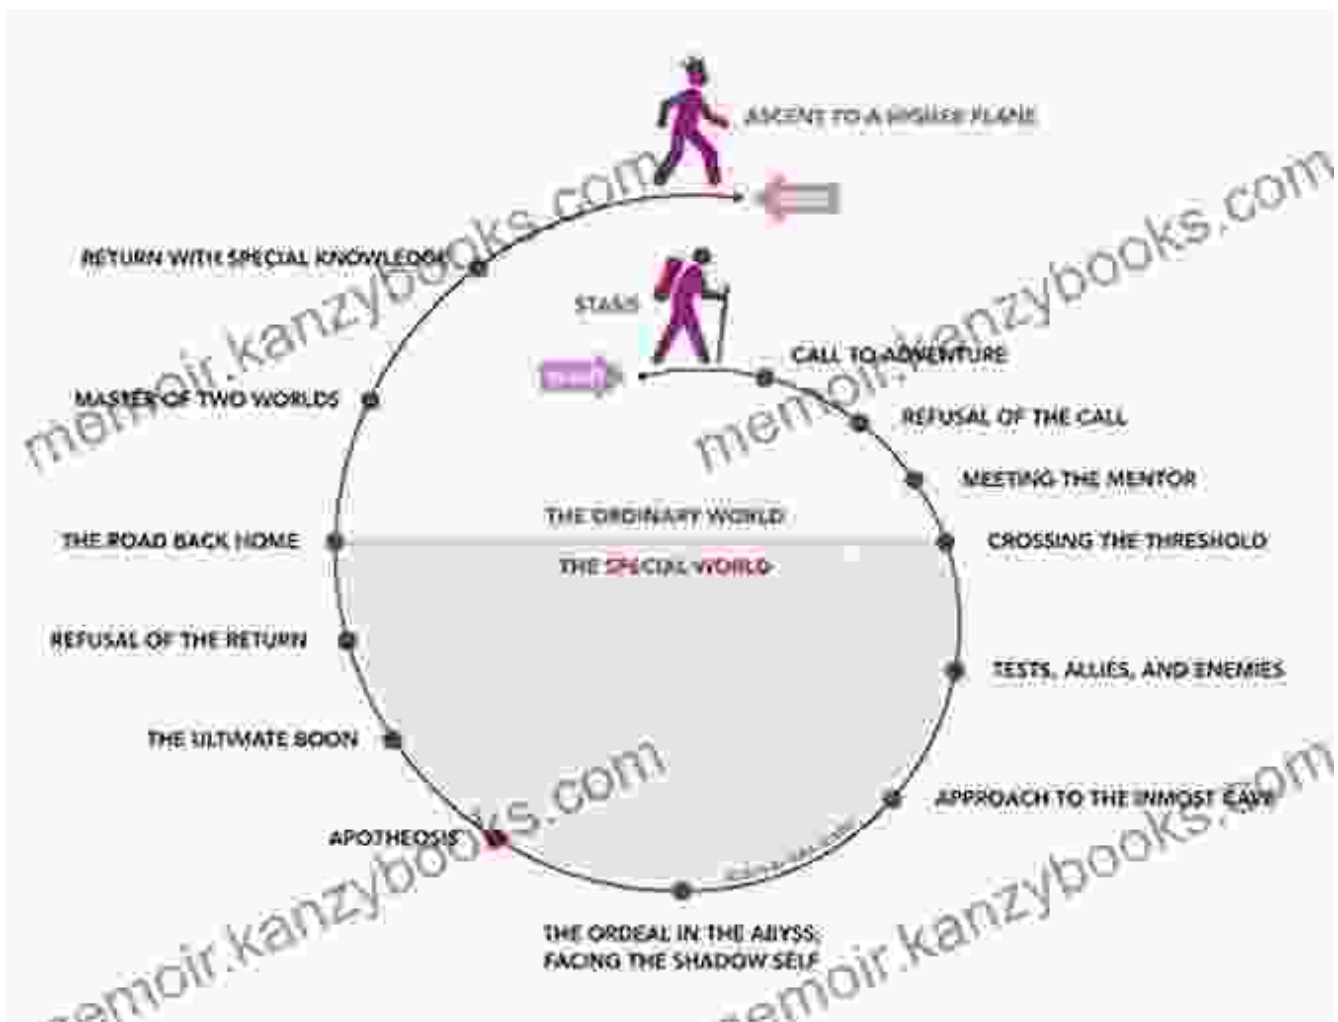 ASCENT TO A HIGHER PLANE
RETURN WITH SPECIAL KNOWLEDGE
STASIS
CALL TO ADVENTURE
REFUSAL OF THE CALL
MEETING THE MENTOR
MASTER OF TWO WORLDS
THE ORDINARY WORLD
THE ROAD BACK HOME
CROSSING THE THRESHOLD
THE SPECIAL WORLD
REFUSAL OF THE RETURN
TESTS, ALLIES, AND ENEMIES
THE ULTIMATE BOON
APPROACH TO THE INMOST CAVE
APOTHEOSIS
THE ORDEAL IN THE ABYSS,
FACING THE SHADOW SELF
memoir.kanzybooks.com
memoir.kanzybooks.com
memoir.kanzybooks.com
memoir.kanzybooks.com